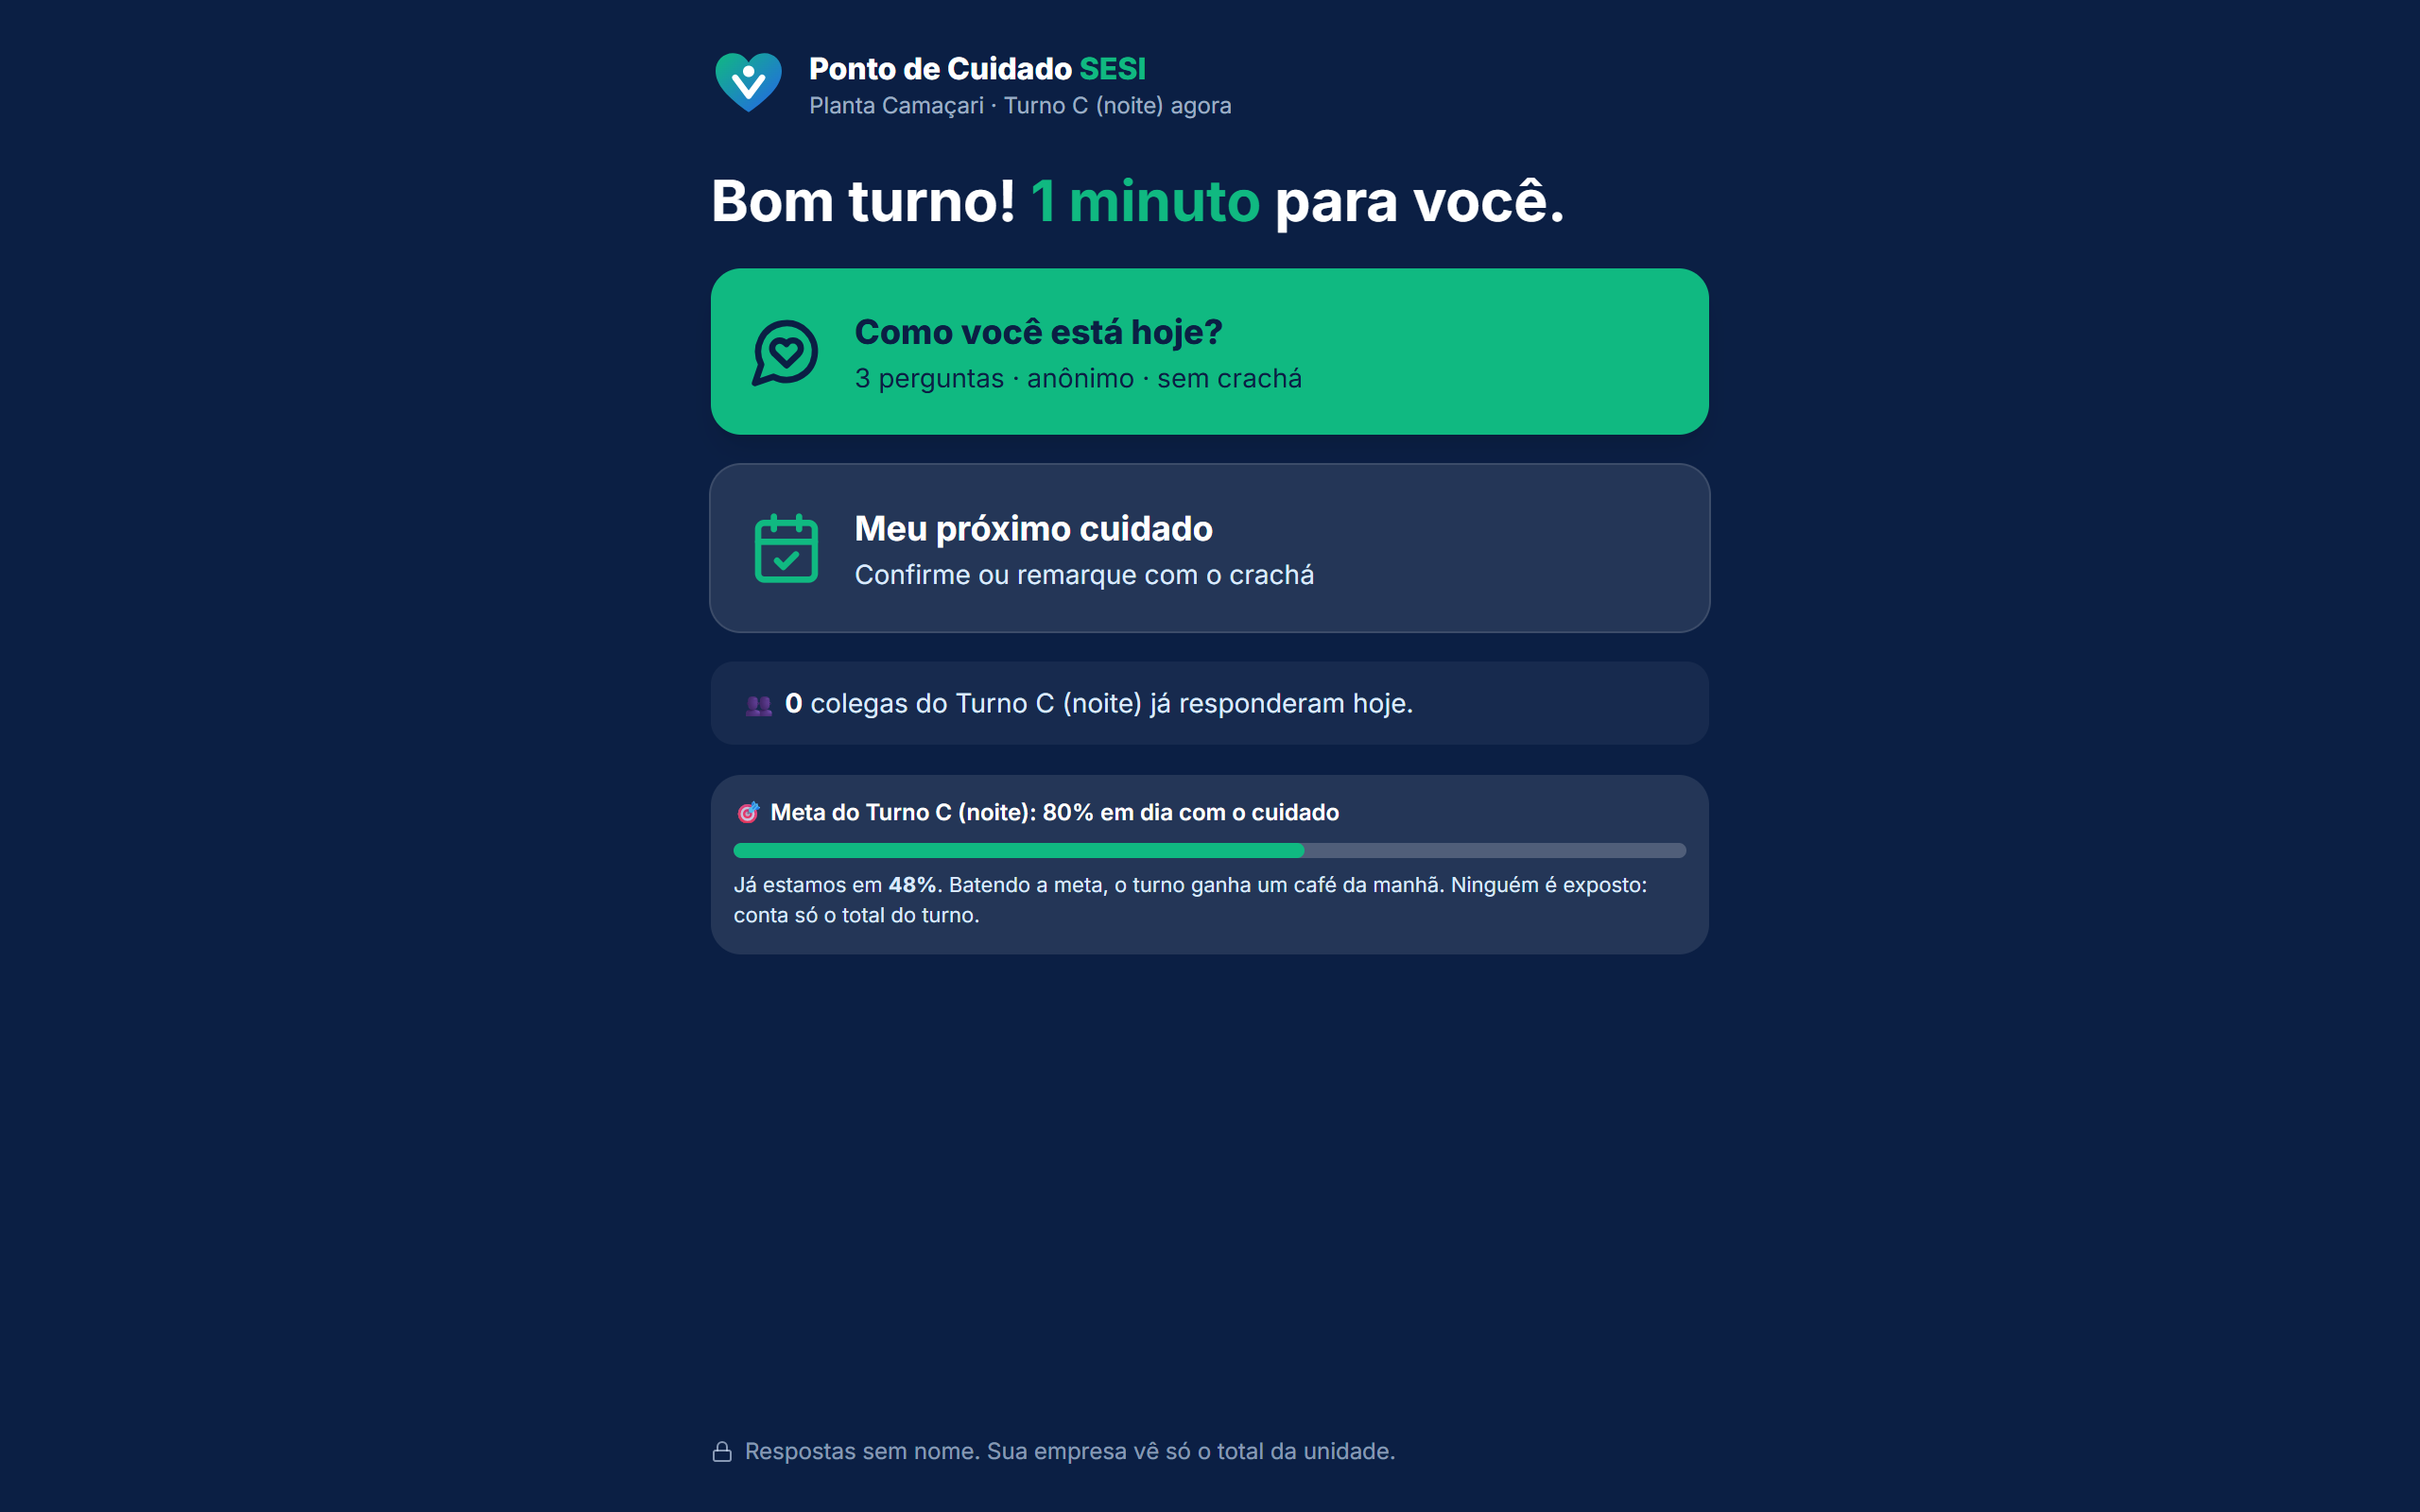 Ponto de Cuidado SESI
Planta Camaçari · Turno C (noite) agora
Bom turno! 1 minuto para você.
Como você está hoje?
3 perguntas · anônimo · sem crachá
Meu próximo cuidado
Confirme ou remarque com o crachá
👥 0 colegas do Turno C (noite) já responderam hoje.
🎯 Meta do Turno C (noite): 80% em dia com o cuidado
Já estamos em 48%. Batendo a meta, o turno ganha um café da manhã. Ninguém é exposto:
conta só o total do turno.
Respostas sem nome. Sua empresa vê só o total da unidade.